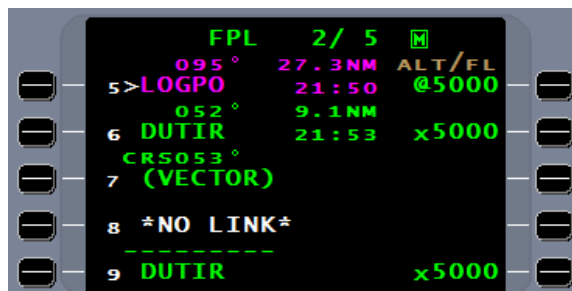 FPL 2/ 5 M
095° 27.3NM ALT/FL
5>LOGPO 21:50 @5000
052° 9.1NM
6 DUTIR 21:53 x5000
CRS053°
7 (VECTOR)
8 *NO LINK*
---------
9 DUTIR x5000